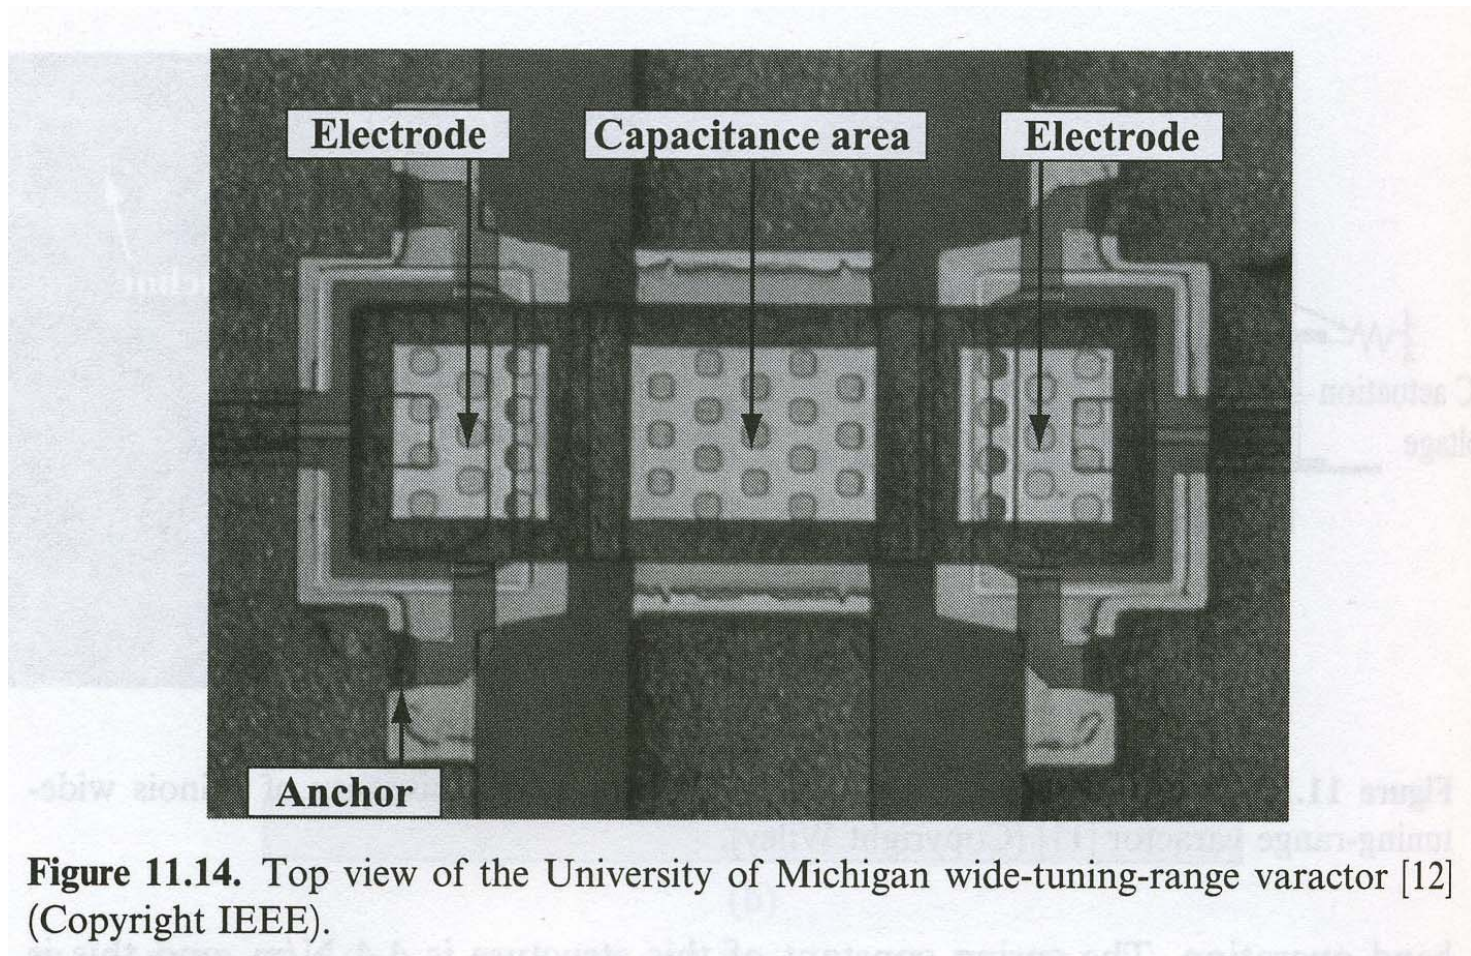 Electrode
Capacitance area
Electrode
Anchor
Figure 11.14. Top view of the University of Michigan wide-tuning-range varactor [12]
(Copyright IEEE).